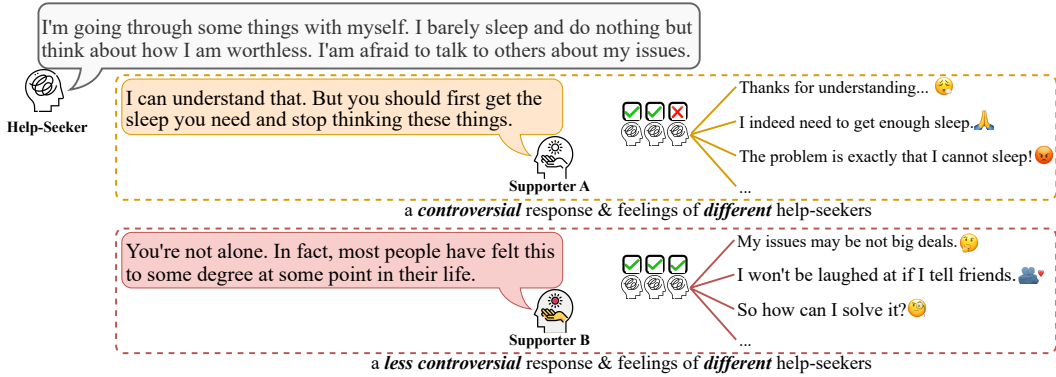 I'm going through some things with myself. I barely sleep and do nothing but
think about how I am worthless. I'am afraid to talk to others about my issues.
Help-Seeker
I can understand that. But you should first get the
sleep you need and stop thinking these things.
Supporter A
Thanks for understanding...
I indeed need to get enough sleep.
The problem is exactly that I cannot sleep!
...
a controversial response & feelings of different help-seekers
You're not alone. In fact, most people have felt this
to some degree at some point in their life.
Supporter B
My issues may be not big deals.
I won't be laughed at if I tell friends.
So how can I solve it?
...
a less controversial response & feelings of different help-seekers